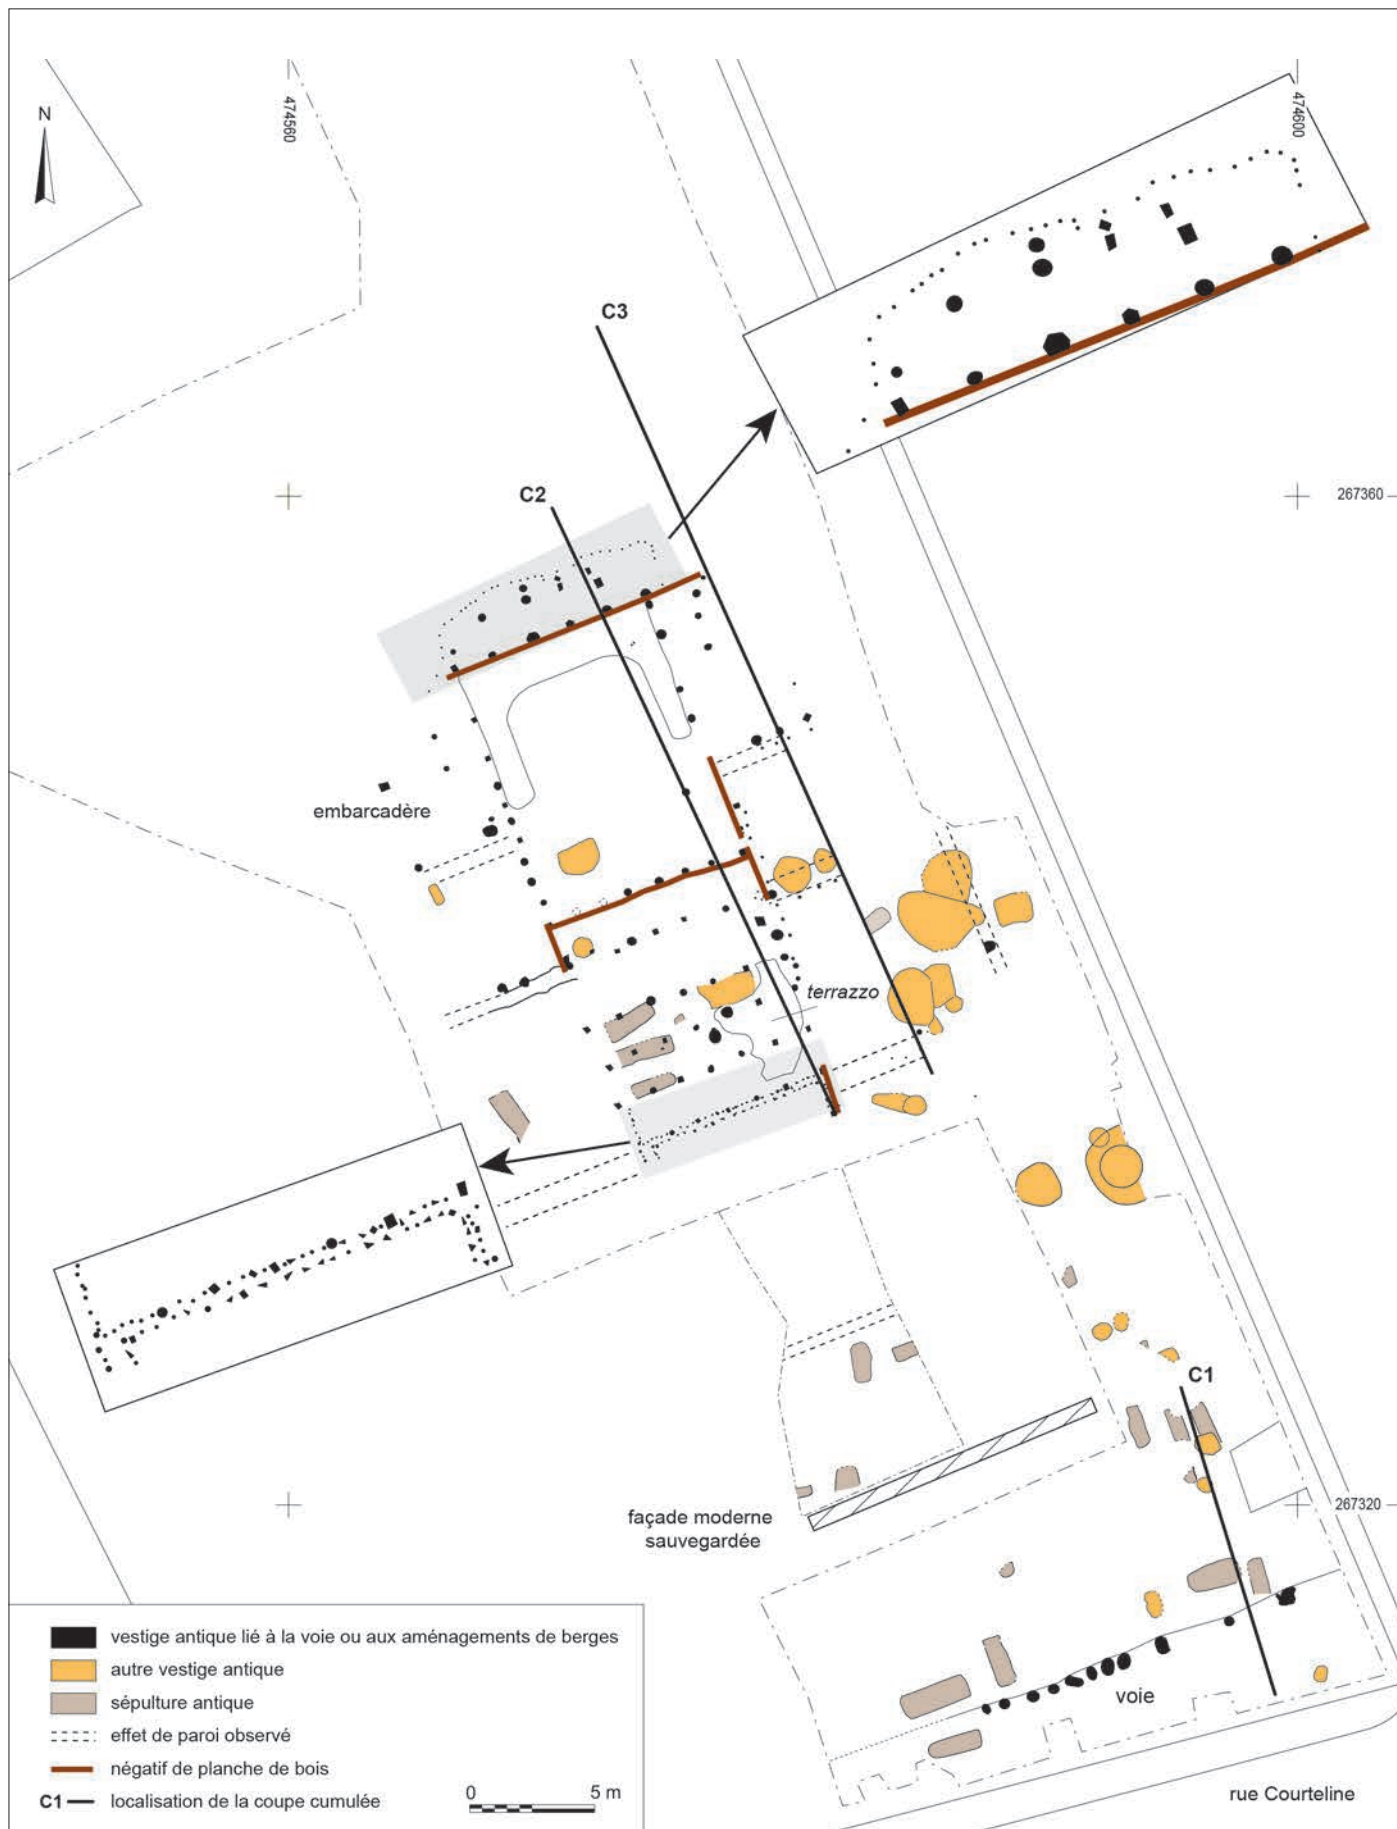 N
474560
474600
C3
267360
C2
embarcadère
terrazzo
C1
267320
façade moderne
sauvegardée
voie
vestige antique lié à la voie ou aux aménagements de berges
autre vestige antique
sépulture antique
effet de paroi observé
négatif de planche de bois
C1 localisation de la coupe cumulée
0 5 m
rue Courteline